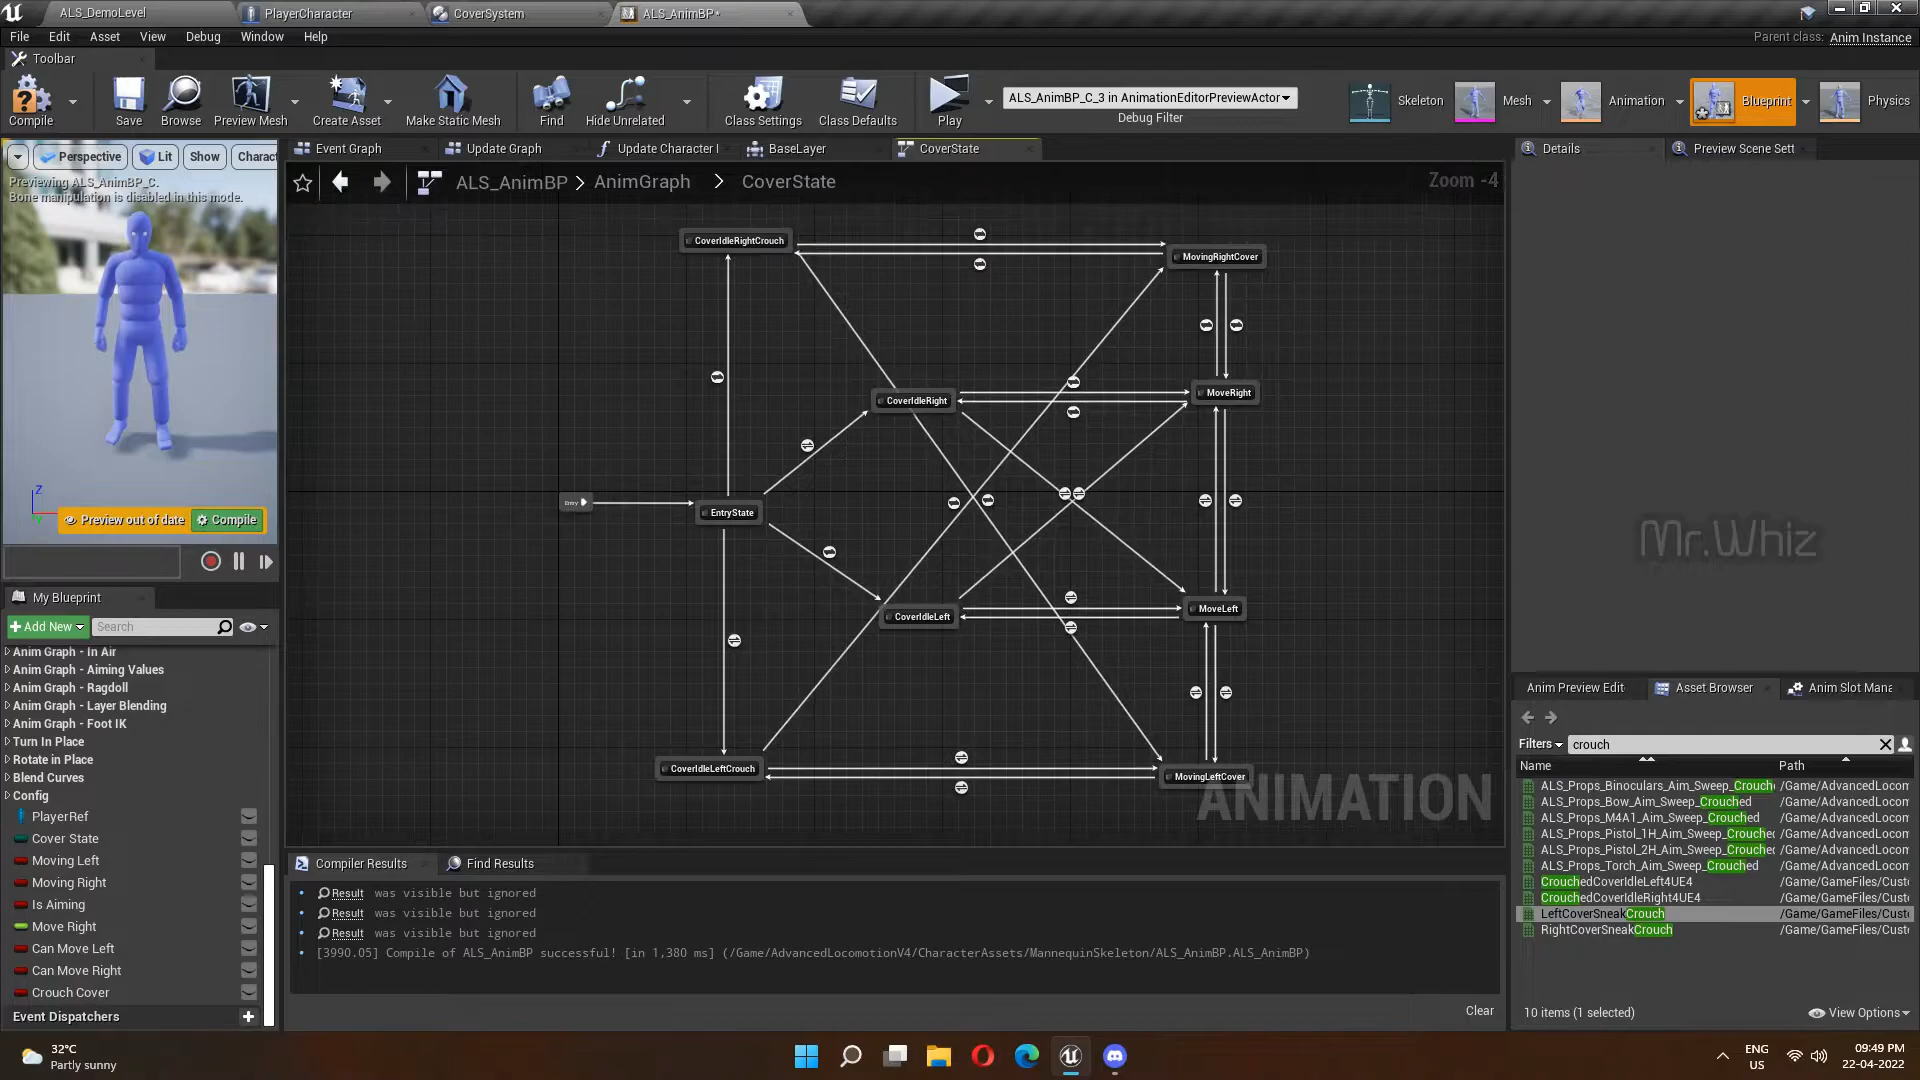 ALS_DemoLevel
PlayerCharacter
CoverSystem
ALS_AnimBP*
File
Edit
Asset
View
Debug
Window
Help
Parent class:
Anim Instance
Toolbar
Compile
Save
Browse
Preview Mesh
Create Asset
Make Static Mesh
Find
Hide Unrelated
Class Settings
Class Defaults
Play
ALS_AnimBP_C_3 in AnimationEditorPreviewActor
Debug Filter
Skeleton
Mesh
Animation
Blueprint
Physics
Perspective
Lit
Show
Charact
Previewing ALS_AnimBP_C.
Bone manipulation is disabled in this mode.
Z
Y
Preview out of date
Compile
Event Graph
Update Graph
Update Character I
BaseLayer
CoverState
ALS_AnimBP > AnimGraph > CoverState
Zoom -4
CoverIdleRightCrouch
MovingRightCover
CoverIdleRight
MoveRight
Entry
EntryState
CoverIdleLeft
MoveLeft
CoverIdleLeftCrouch
MovingLeftCover
ANIMATION
My Blueprint
Add New
Search
Anim Graph - In Air
Anim Graph - Aiming Values
Anim Graph - Ragdoll
Anim Graph - Layer Blending
Anim Graph - Foot IK
Turn In Place
Rotate in Place
Blend Curves
Config
PlayerRef
Cover State
Moving Left
Moving Right
Is Aiming
Move Right
Can Move Left
Can Move Right
Crouch Cover
Event Dispatchers
Compiler Results
Find Results
Result was visible but ignored
Result was visible but ignored
Result was visible but ignored
[3990.05] Compile of ALS_AnimBP successful! [in 1,380 ms] (/Game/AdvancedLocomotionV4/CharacterAssets/MannequinSkeleton/ALS_AnimBP.ALS_AnimBP)
Clear
Details
Preview Scene Sett
Mr.Whiz
Anim Preview Edit
Asset Browser
Anim Slot Mana
Filters
crouch
Name
Path
ALS_Props_Binoculars_Aim_Sweep_Crouche /Game/AdvancedLocom
ALS_Props_Bow_Aim_Sweep_Crouched /Game/AdvancedLocom
ALS_Props_M4A1_Aim_Sweep_Crouched /Game/AdvancedLocom
ALS_Props_Pistol_1H_Aim_Sweep_Crouched /Game/AdvancedLocom
ALS_Props_Pistol_2H_Aim_Sweep_Crouched /Game/AdvancedLocom
ALS_Props_Torch_Aim_Sweep_Crouched /Game/AdvancedLocom
CrouchedCoverIdleLeft4UE4 /Game/GameFiles/Custo
CrouchedCoverIdleRight4UE4 /Game/GameFiles/Custo
LeftCoverSneakCrouch /Game/GameFiles/Custo
RightCoverSneakCrouch /Game/GameFiles/Custo
10 items (1 selected)
View Options
32°C
Partly sunny
ENG
US
09:49 PM
22-04-2022